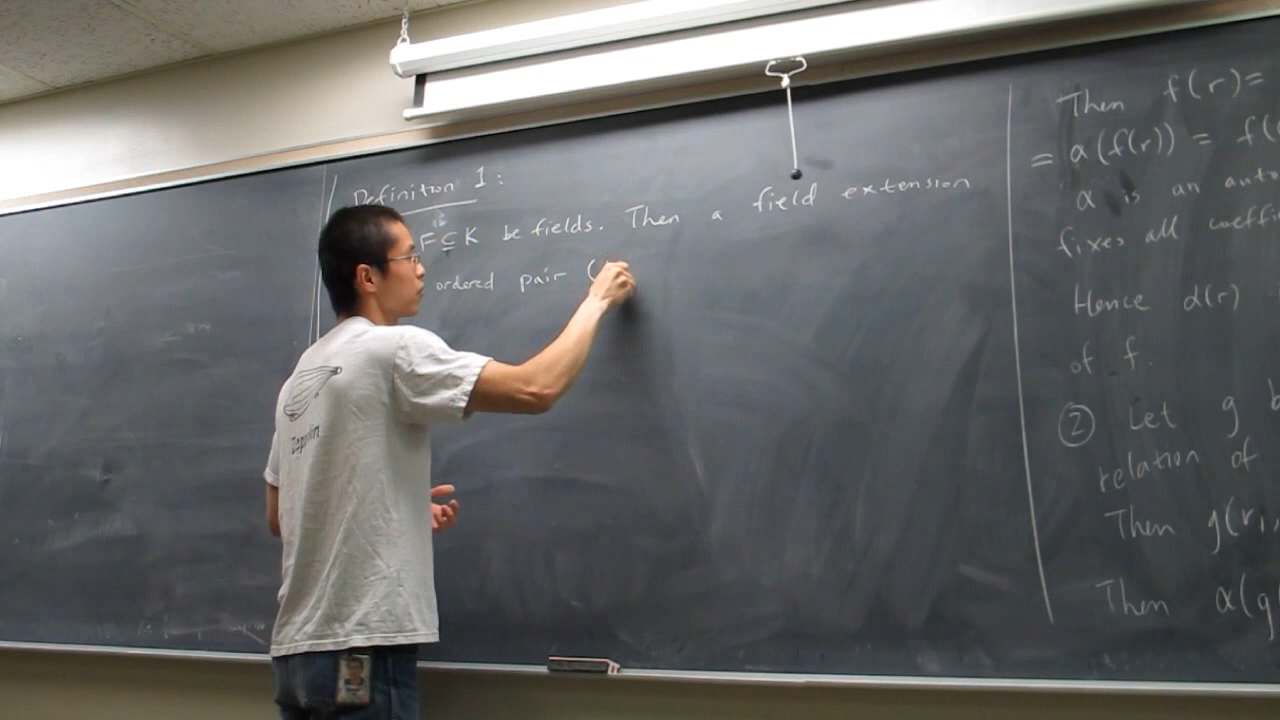 Definition 1:
F ⊆ K be fields. Then a field extension
ordered pair (
Then f(r) =
= α(f(r)) = f(
α is an auto
fixes all coeffi
Hence α(r)
of f.
② Let g b
relation of
Then g(r₁,
Then α(g
Zeppelin